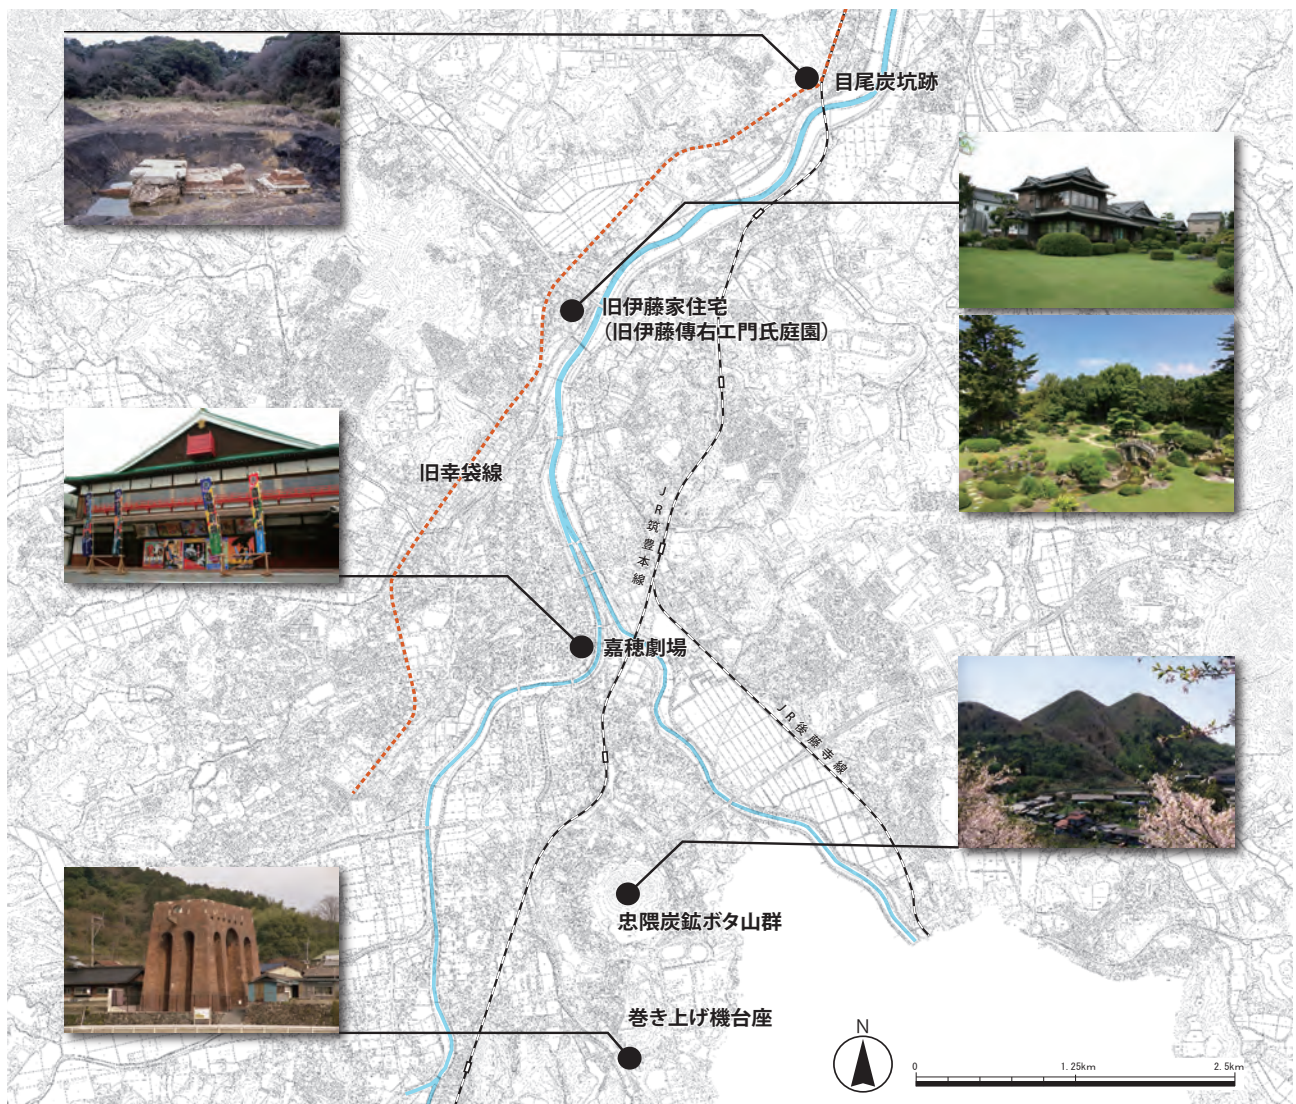 目尾炭坑跡
旧伊藤家住宅
（旧伊藤傳右エ門氏庭園）
旧幸袋線
JR筑豊本線
嘉穂劇場
JR後藤寺線
忠隈炭鉱ボタ山群
巻き上げ機台座
N
0 1.25km 2.5km